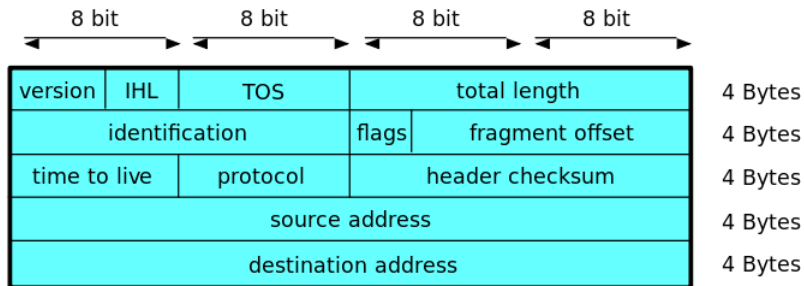 8 bit 8 bit 8 bit 8 bit
version IHL TOS total length 4 Bytes
identification flags fragment offset 4 Bytes
time to live protocol header checksum 4 Bytes
source address 4 Bytes
destination address 4 Bytes